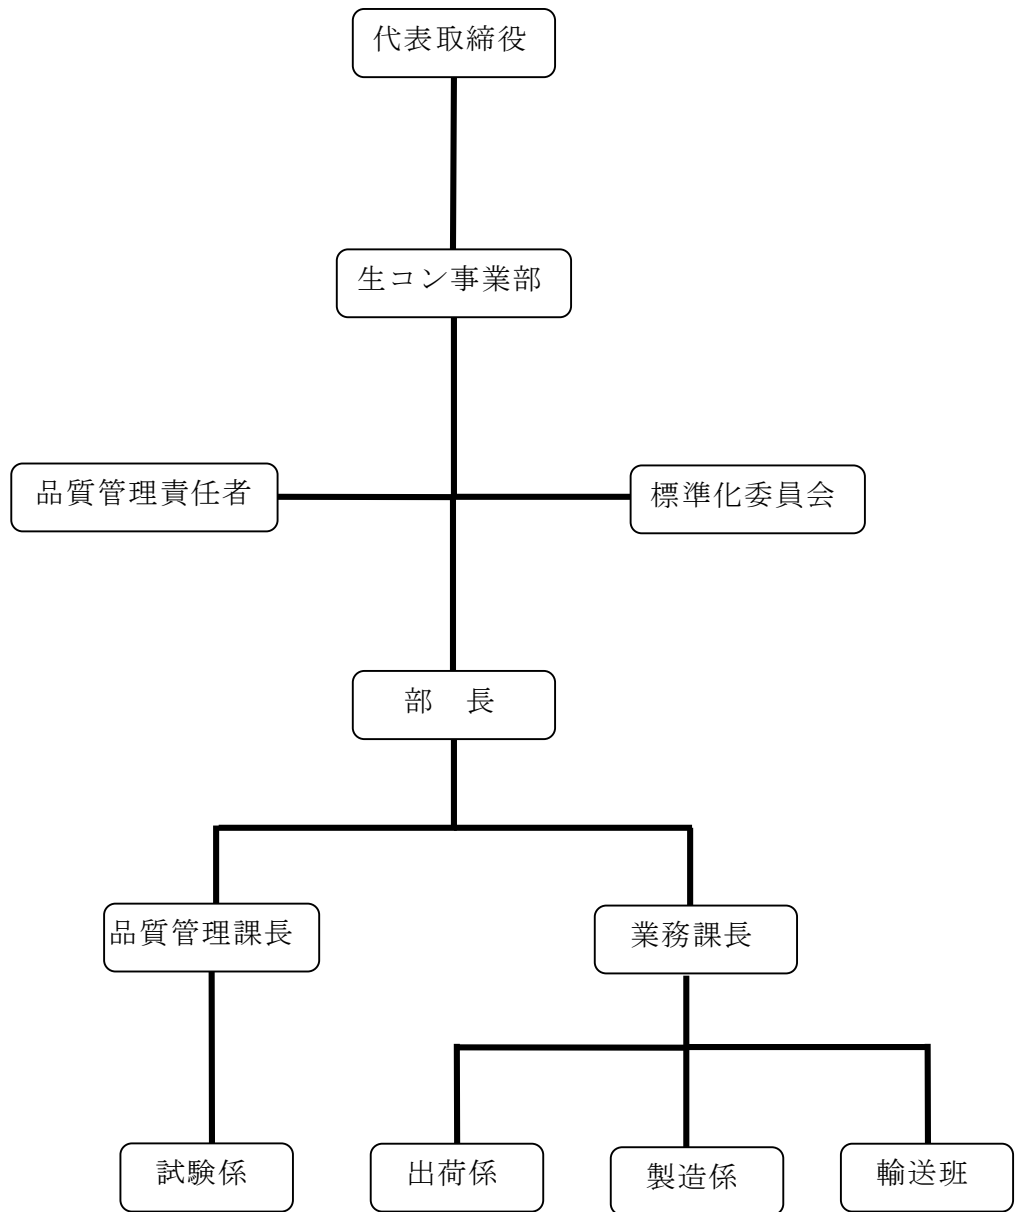 代表取締役
生コン事業部
品質管理責任者
標準化委員会
部　長
品質管理課長
業務課長
試験係
出荷係
製造係
輸送班